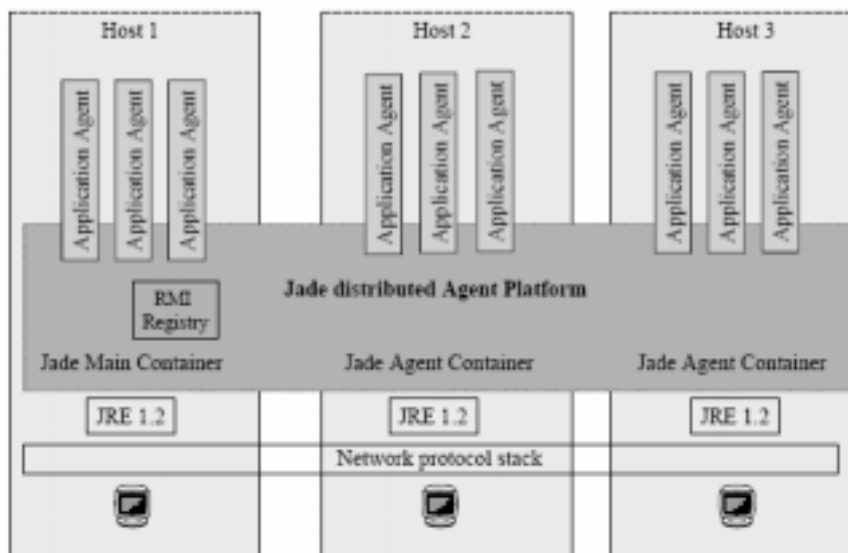 Host 1
Host 2
Host 3
Application Agent
Application Agent
Application Agent
Application Agent
Application Agent
Application Agent
Application Agent
Application Agent
Application Agent
Jade distributed Agent Platform
RMI
Registry
Jade Main Container
Jade Agent Container
Jade Agent Container
JRE 1.2
JRE 1.2
JRE 1.2
Network protocol stack